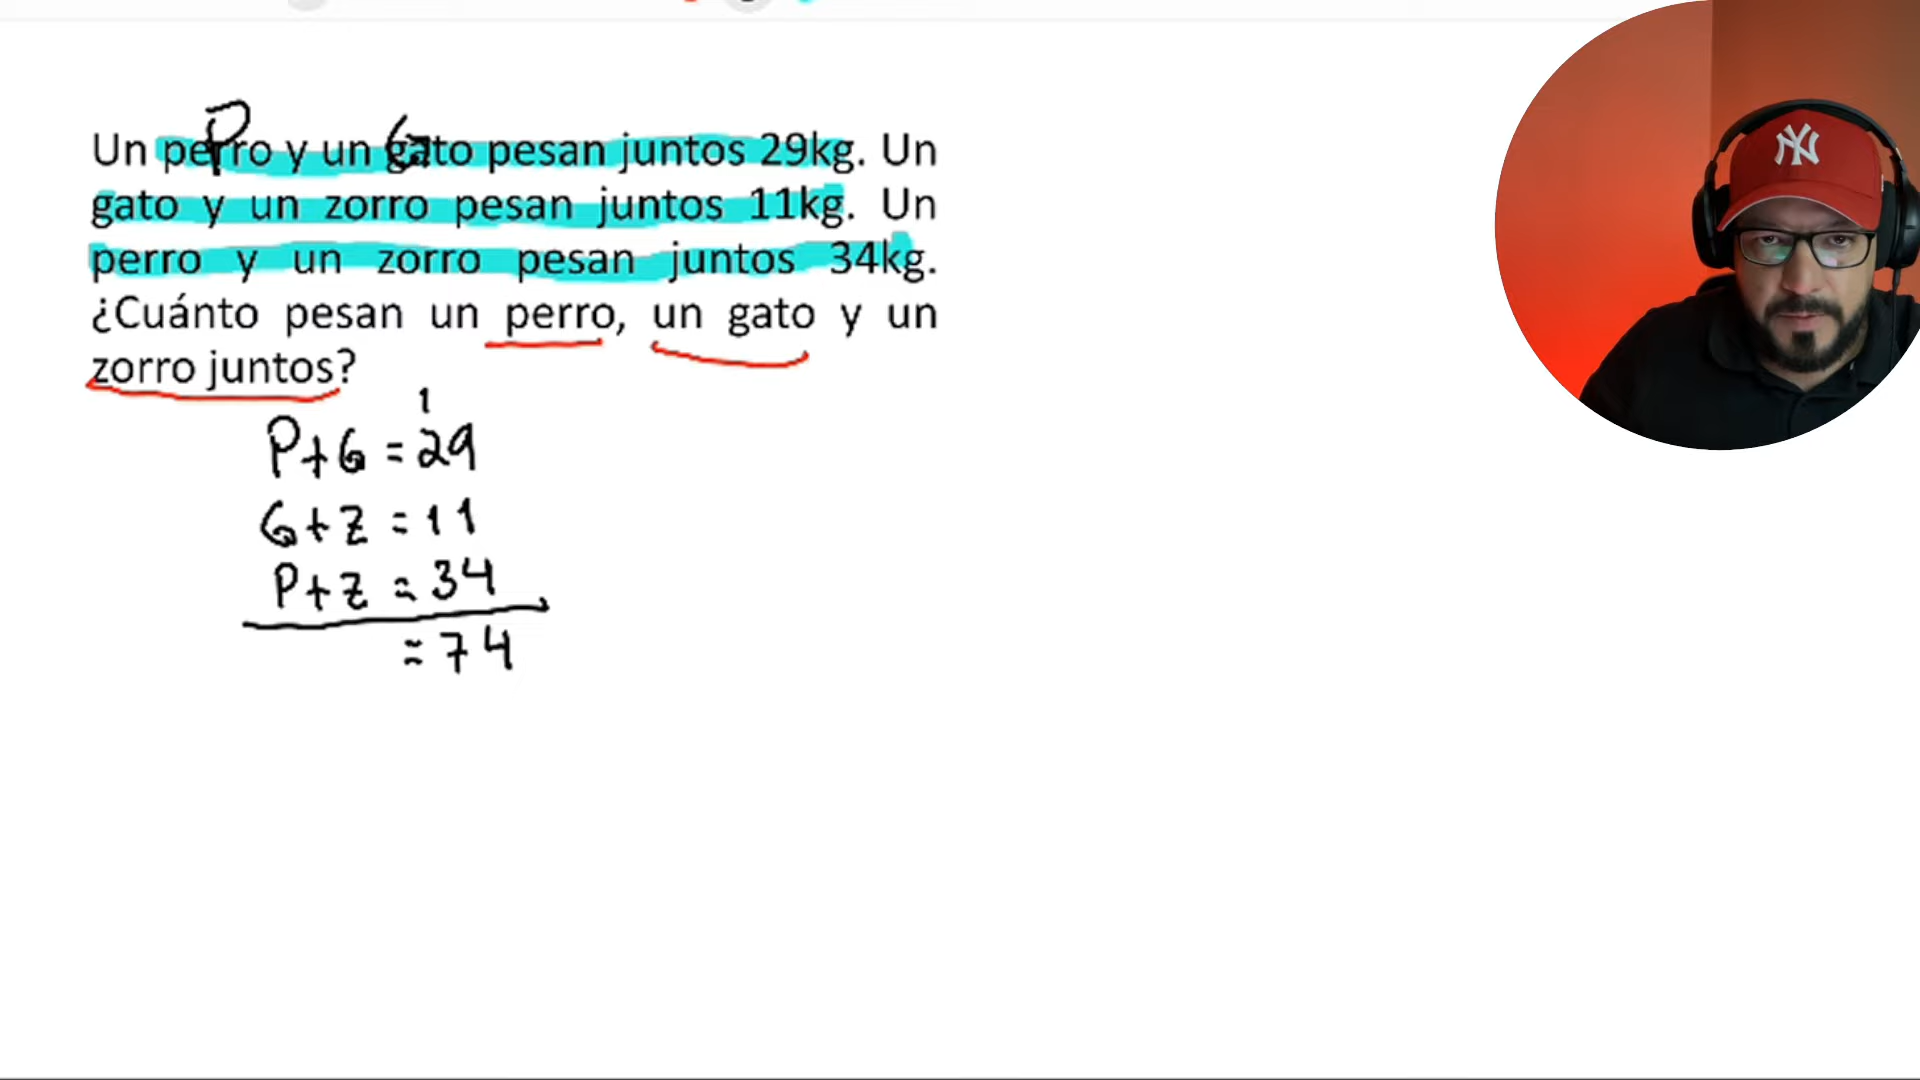 Un perro y un gato pesan juntos 29kg. Un
gato y un zorro pesan juntos 11kg. Un
perro y un zorro pesan juntos 34kg.
¿Cuánto pesan un perro, un gato y un
zorro juntos?
P
G
1
P+G = 29
G+Z = 11
P+Z = 34
= 74
NY